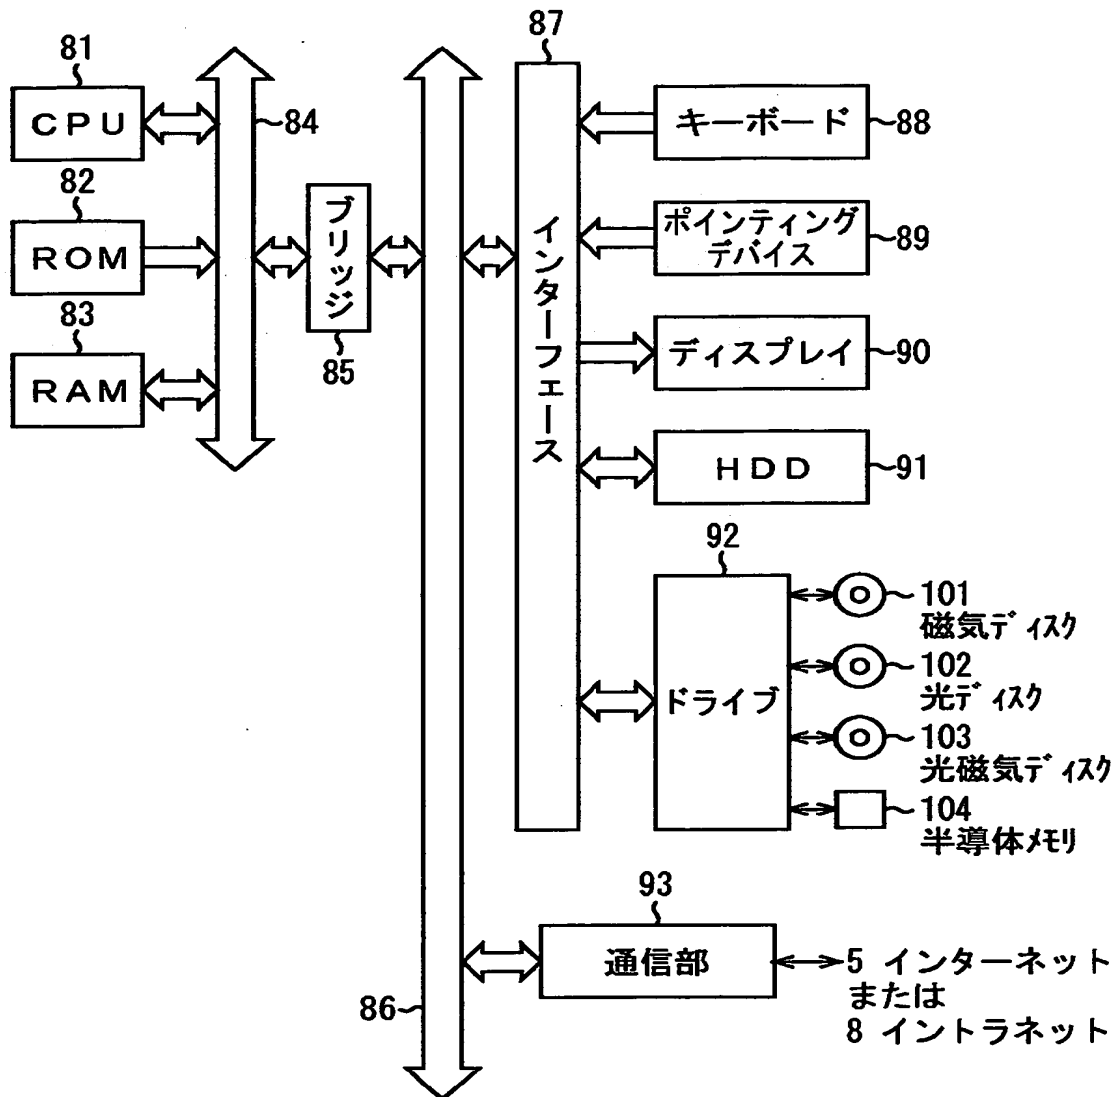 81
CPU
84
82
ROM
83
RAM
ブリッジ
85
86
87
インターフェース
キーボード
88
ポインティング
デバイス
89
ディスプレイ
90
HDD
91
92
ドライブ
101
磁気ディスク
102
光ディスク
103
光磁気ディスク
104
半導体メモリ
93
通信部
5 インターネット
または
8 イントラネット